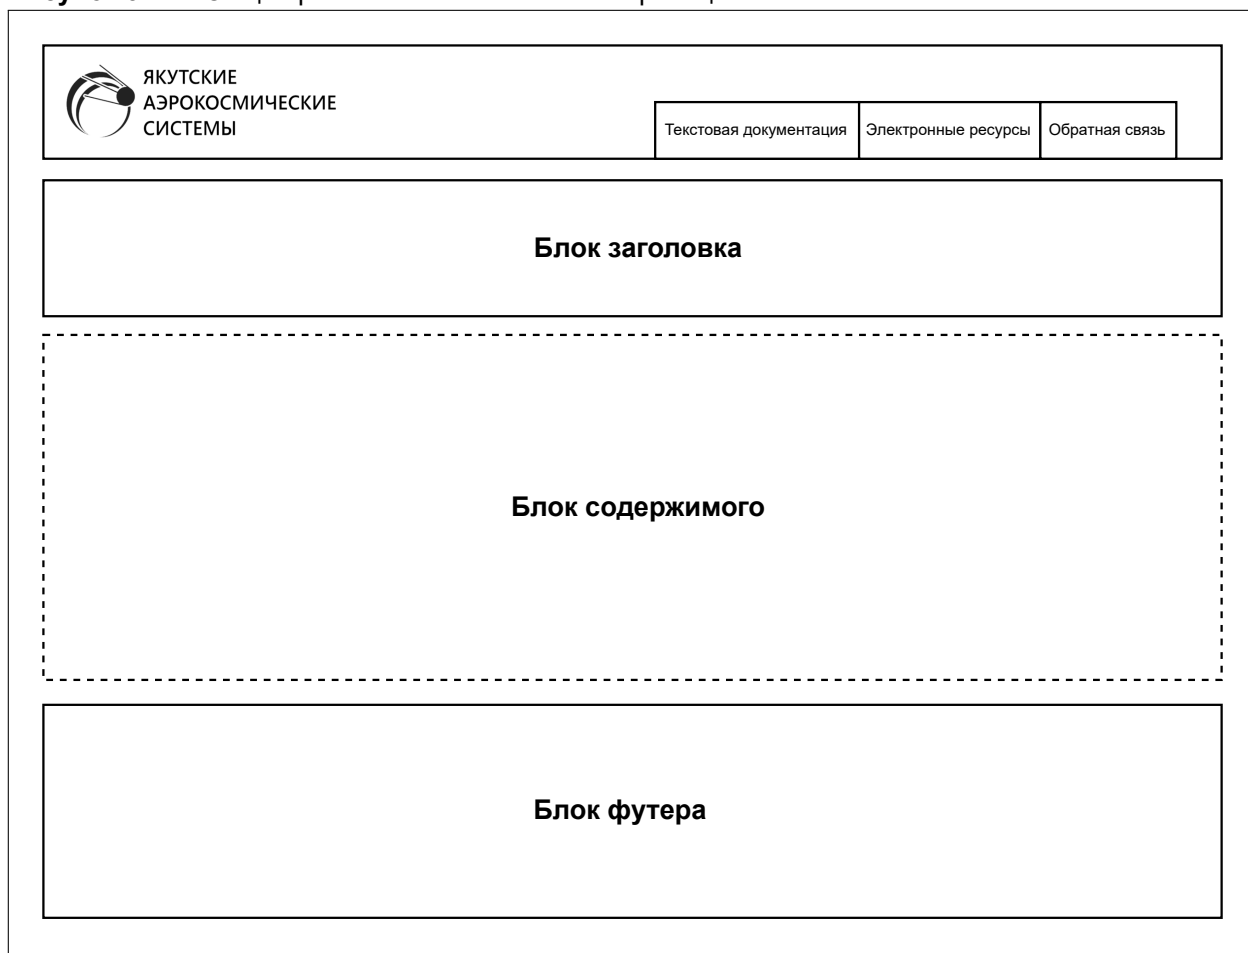 ЯКУТСКИЕ
АЭРОКОСМИЧЕСКИЕ
СИСТЕМЫ
Текстовая документация Электронные ресурсы Обратная связь
Блок заголовка
Блок содержимого
Блок футера